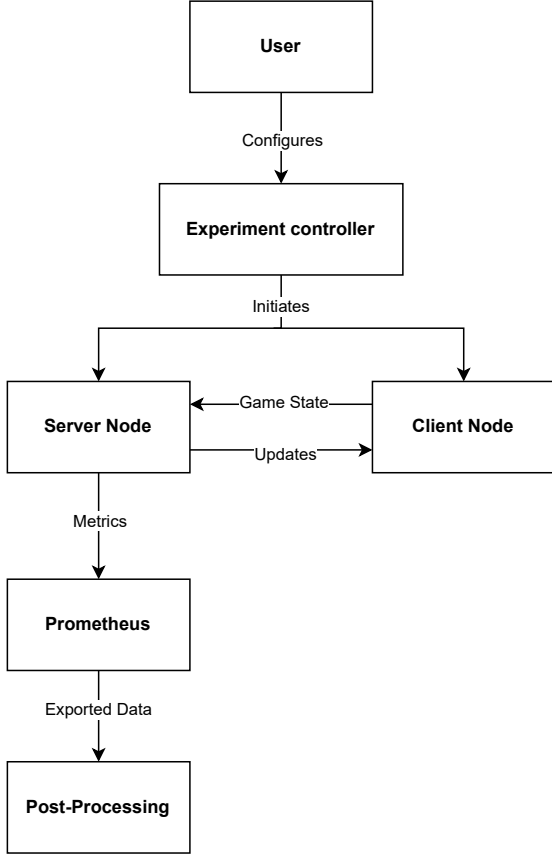 User
Configures
Experiment controller
Initiates
Game State
Server Node
Client Node
Updates
Metrics
Prometheus
Exported Data
Post-Processing